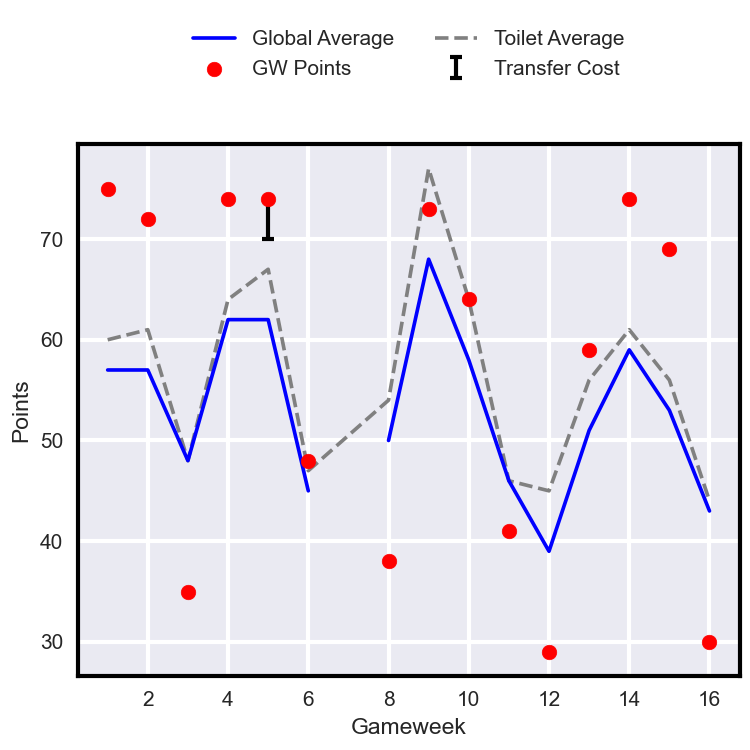 Global Average
Toilet Average
GW Points
Transfer Cost
70
60
50
40
30
Points
2 4 6 8 10 12 14 16
Gameweek